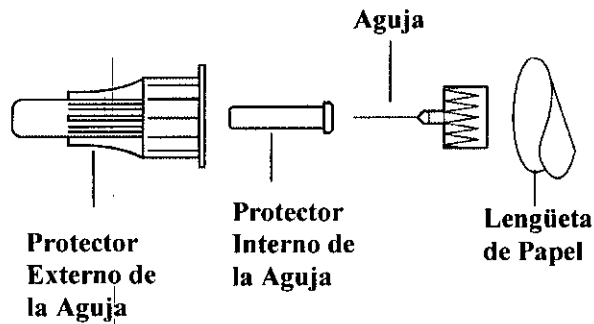 Aguja
Protector
Externo de
la Aguja
Protector
Interno de
la Aguja
Lengüeta
de Papel